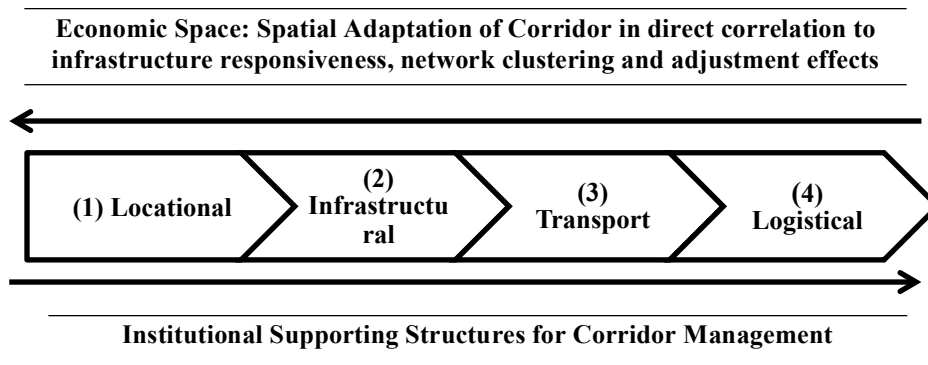 Economic Space: Spatial Adaptation of Corridor in direct correlation to
infrastructure responsiveness, network clustering and adjustment effects
(1) Locational
(2)
Infrastructu
ral
(3)
Transport
(4)
Logistical
Institutional Supporting Structures for Corridor Management